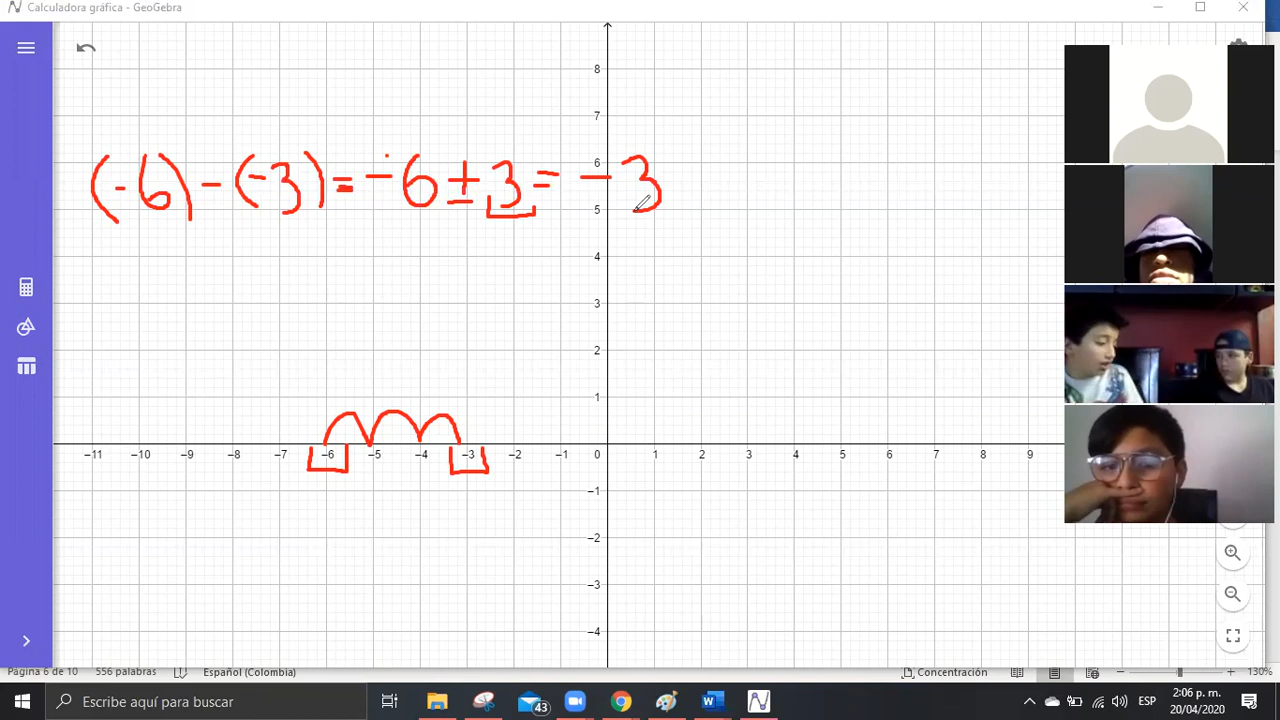 Calculadora gráfica - GeoGebra
(-6) - (-3) = -6 ± 3 = -3
8
7
6
5
4
3
2
1
-11 -10 -9 -8 -7 -6 -5 -4 -3 -2 -1 0 1 2 3 4 5 6 7 8 9
-1
-2
-3
-4
Página 6 de 10 556 palabras Español (Colombia) Concentración 130%
Escribe aquí para buscar 43 ESP 2:06 p. m.
20/04/2020